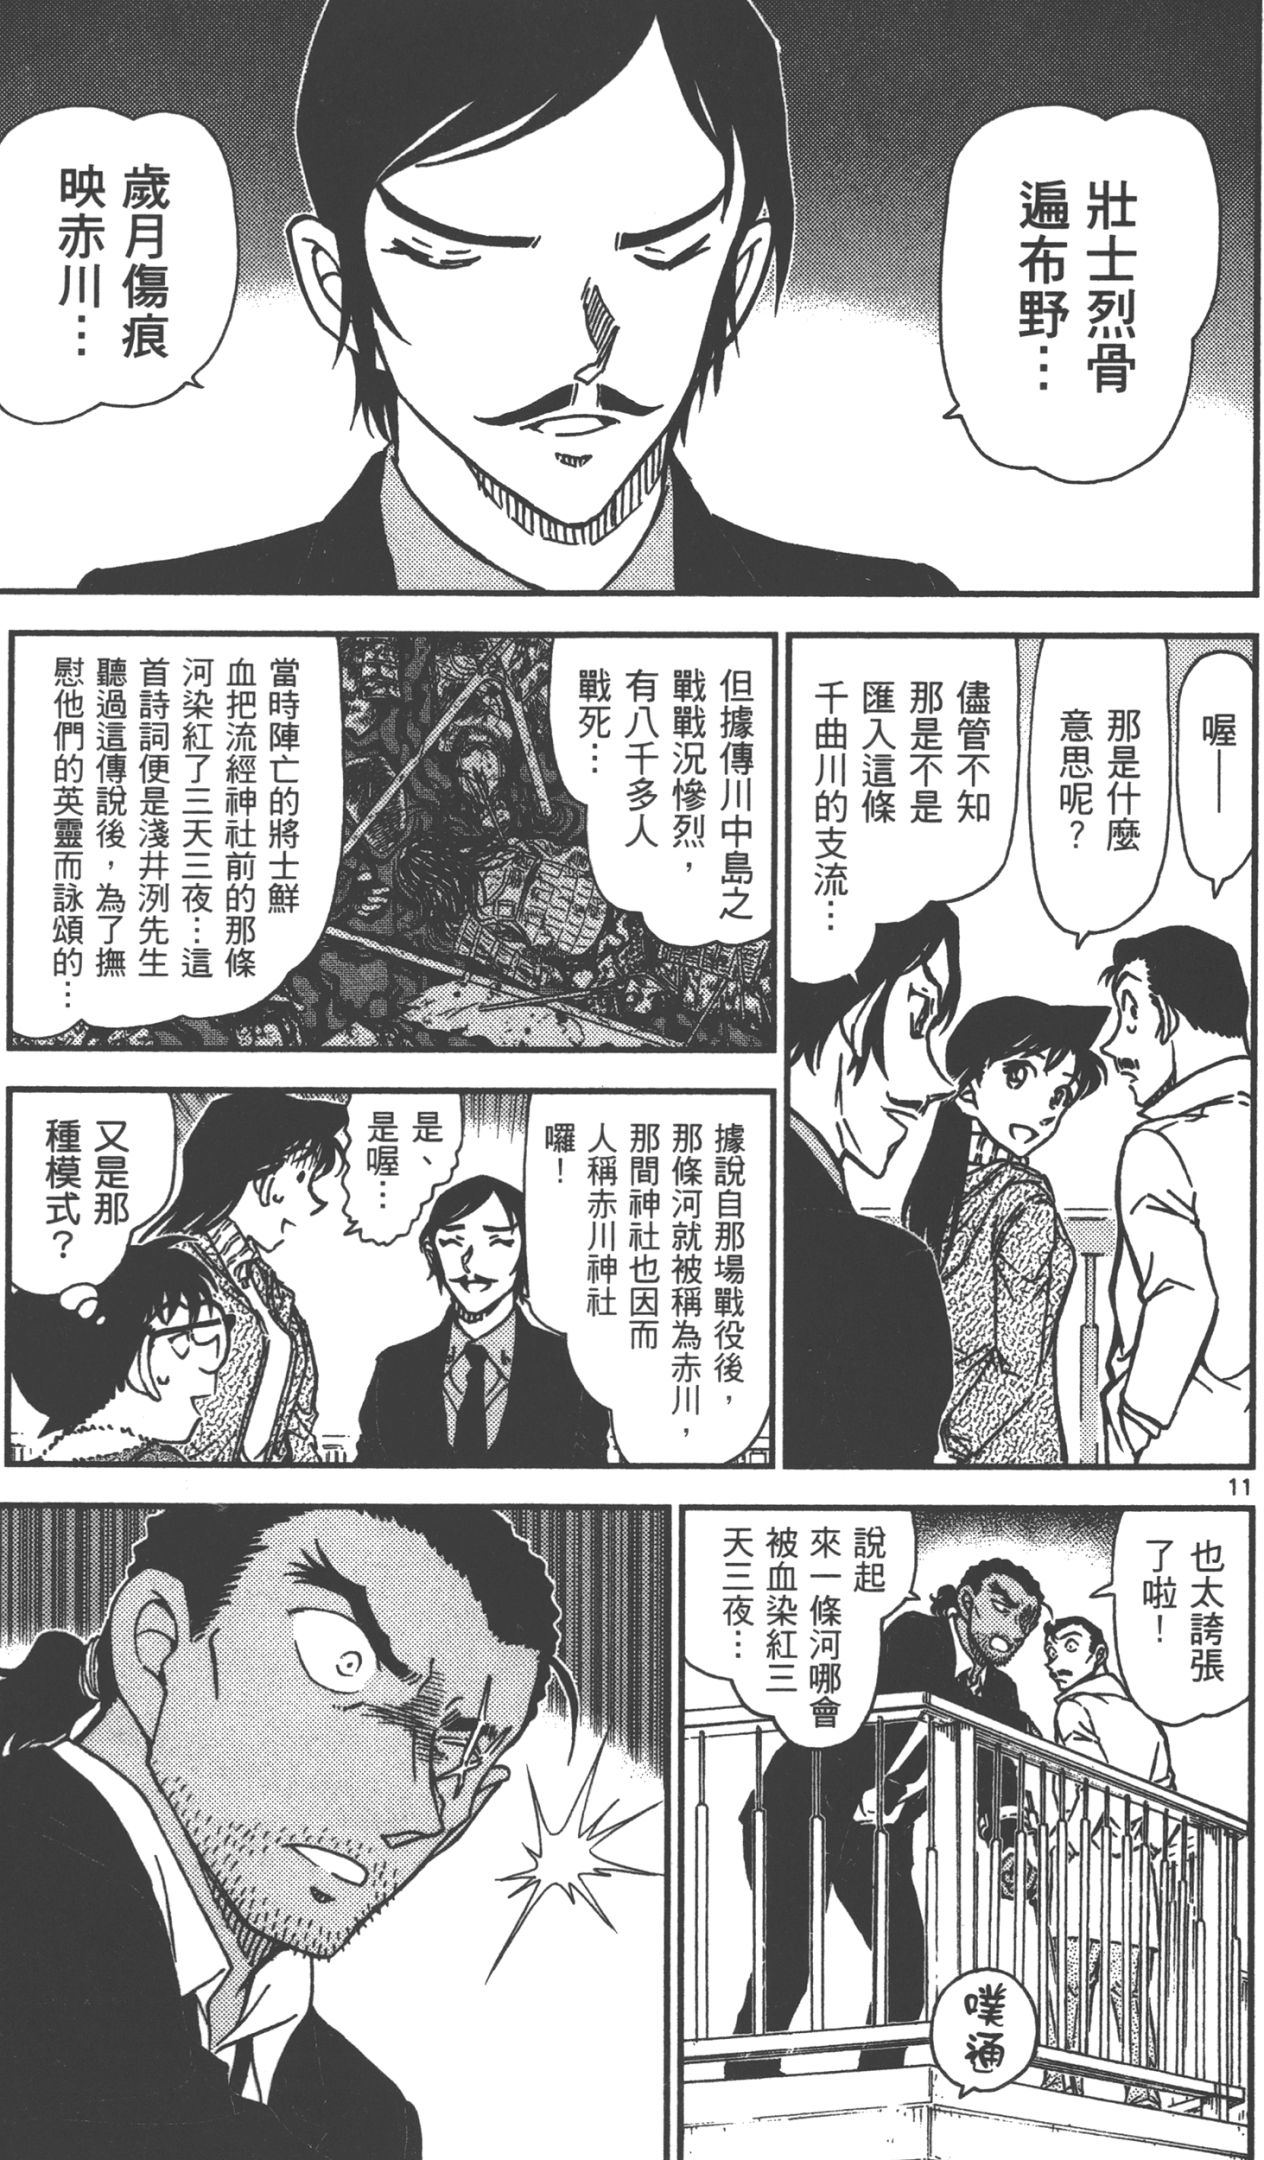 壯士烈骨
遍布野…
歲月傷痕
映赤川…
喔——
那是什麼
意思呢？
儘管不知
那是不是
匯入這條
千曲川的支流…
但據傳川中島之
戰戰況慘烈，
有八千多人
戰死…
當時陣亡的將士鮮
血把流經神社前的那條
河染紅了三天三夜…這
首詩詞便是淺井洌先生
聽過這傳說後，為了撫
慰他們的英靈而詠頌的…
據說自那場戰役後，
那條河就被稱為赤川，
那間神社也因而
人稱赤川神社
囉！
是、
是喔…
又是那
種模式？
11
也太誇張
了啦！
說起
來一條河哪會
被血染紅三
天三夜…
噗通